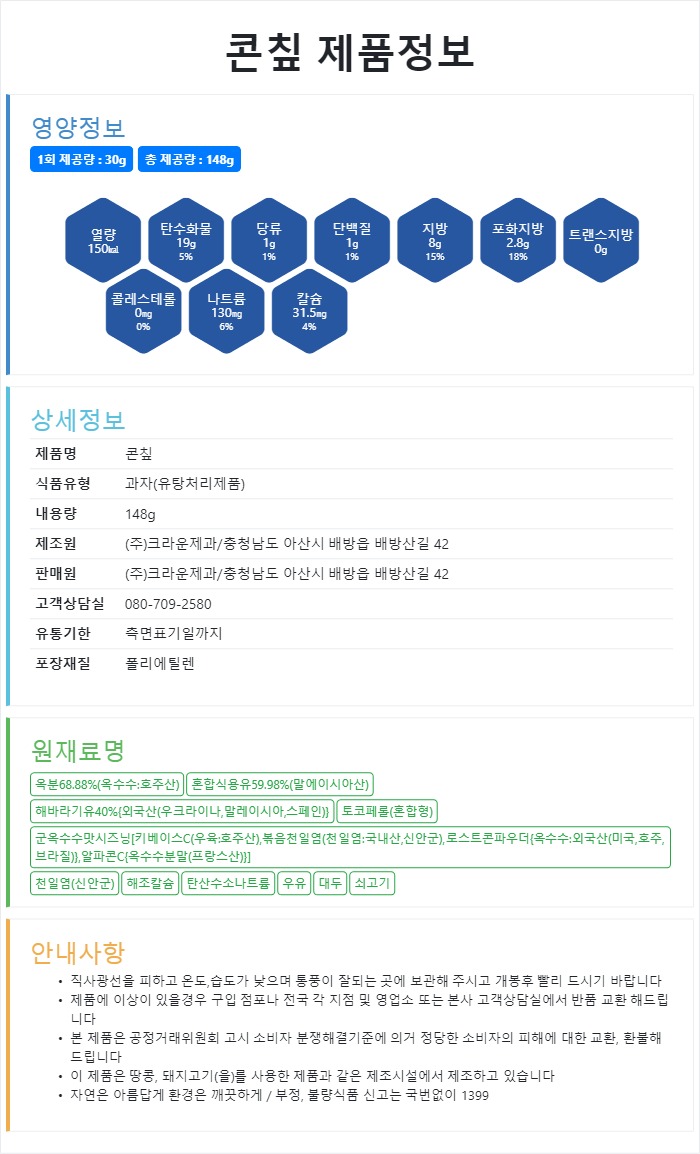 콘칲 제품정보
영양정보
1회 제공량 : 30g 총 제공량 : 148g
열량
150㎉
탄수화물
19g
5%
당류
1g
1%
단백질
1g
1%
지방
8g
15%
포화지방
2.8g
18%
트랜스지방
0g
콜레스테롤
0㎎
0%
나트륨
130㎎
6%
칼슘
31.5㎎
4%
상세정보
제품명 콘칲
식품유형 과자(유탕처리제품)
내용량 148g
제조원 (주)크라운제과/충청남도 아산시 배방읍 배방산길 42
판매원 (주)크라운제과/충청남도 아산시 배방읍 배방산길 42
고객상담실 080-709-2580
유통기한 측면표기일까지
포장재질 폴리에틸렌
원재료명
옥분68.88%(옥수수:호주산) 혼합식용유59.98%(말에이시아산)
해바라기유40%{외국산(우크라이나,말레이시아,스페인)} 토코페롤(혼합형)
군옥수수맛시즈닝[키베이스C(우육:호주산),볶음천일염(천일염:국내산,신안군),로스트콘파우더{옥수수:외국산(미국,호주,
브라질)},알파콘C{옥수수분말(프랑스산)}]
천일염(신안군) 해조칼슘 탄산수소나트륨 우유 대두 쇠고기
안내사항
• 직사광선을 피하고 온도,습도가 낮으며 통풍이 잘되는 곳에 보관해 주시고 개봉후 빨리 드시기 바랍니다
• 제품에 이상이 있을경우 구입 점포나 전국 각 지점 및 영업소 또는 본사 고객상담실에서 반품 교환 해드립
니다
• 본 제품은 공정거래위원회 고시 소비자 분쟁해결기준에 의거 정당한 소비자의 피해에 대한 교환, 환불해
드립니다
• 이 제품은 땅콩, 돼지고기(을)를 사용한 제품과 같은 제조시설에서 제조하고 있습니다
• 자연은 아름답게 환경은 깨끗하게 / 부정, 불량식품 신고는 국번없이 1399